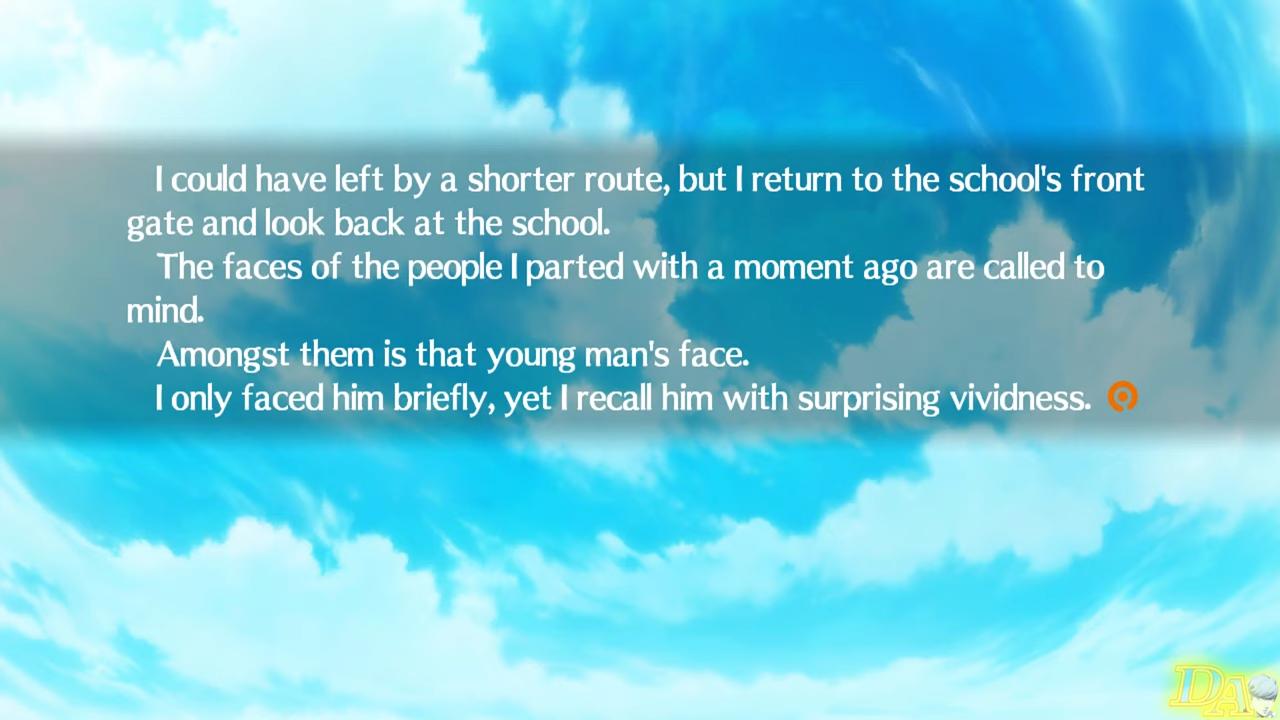 I could have left by a shorter route, but I return to the school's front
gate and look back at the school.
The faces of the people I parted with a moment ago are called to
mind.
Amongst them is that young man's face.
I only faced him briefly, yet I recall him with surprising vividness.
DA